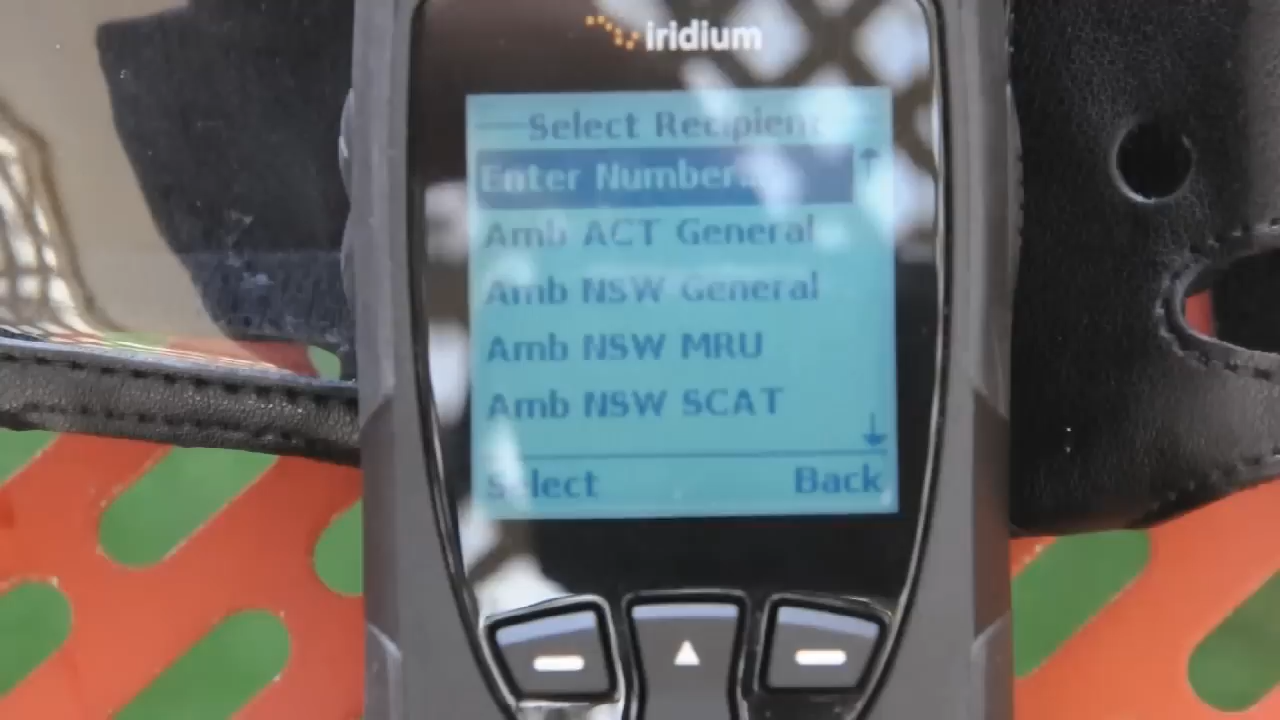 iridium
Select Recipient
Enter Number...
Amb ACT General
Amb NSW General
Amb NSW MRU
Amb NSW SCAT
Select
Back